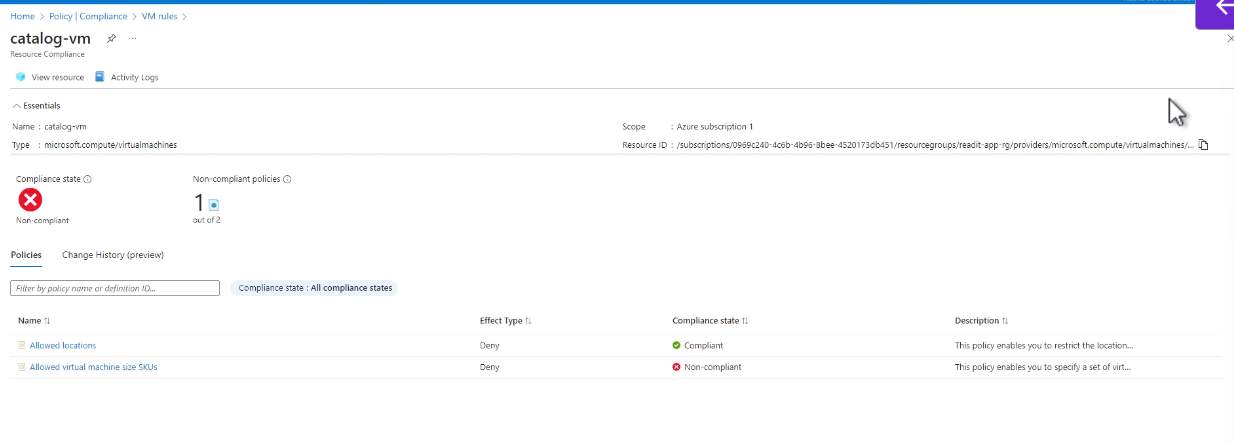 Home > Policy | Compliance > VM rules >
catalog-vm ...
Resource Compliance
View resource Activity Logs
Essentials
Name : catalog-vm
Scope : Azure subscription 1
Type : microsoft.compute/virtualmachines
Resource ID : /subscriptions/0969c240-4c6b-4b96-8bee-4520173db451/resourcegroups/readit-app-rg/providers/microsoft.compute/virtualmachines/...
Compliance state Non-compliant policies
1
Non-compliant out of 2
Policies Change History (preview)
Filter by policy name or definition ID... Compliance state : All compliance states
Name Effect Type Compliance state Description
Allowed locations Deny Compliant This policy enables you to restrict the location...
Allowed virtual machine size SKUs Deny Non-compliant This policy enables you to specify a set of virt...